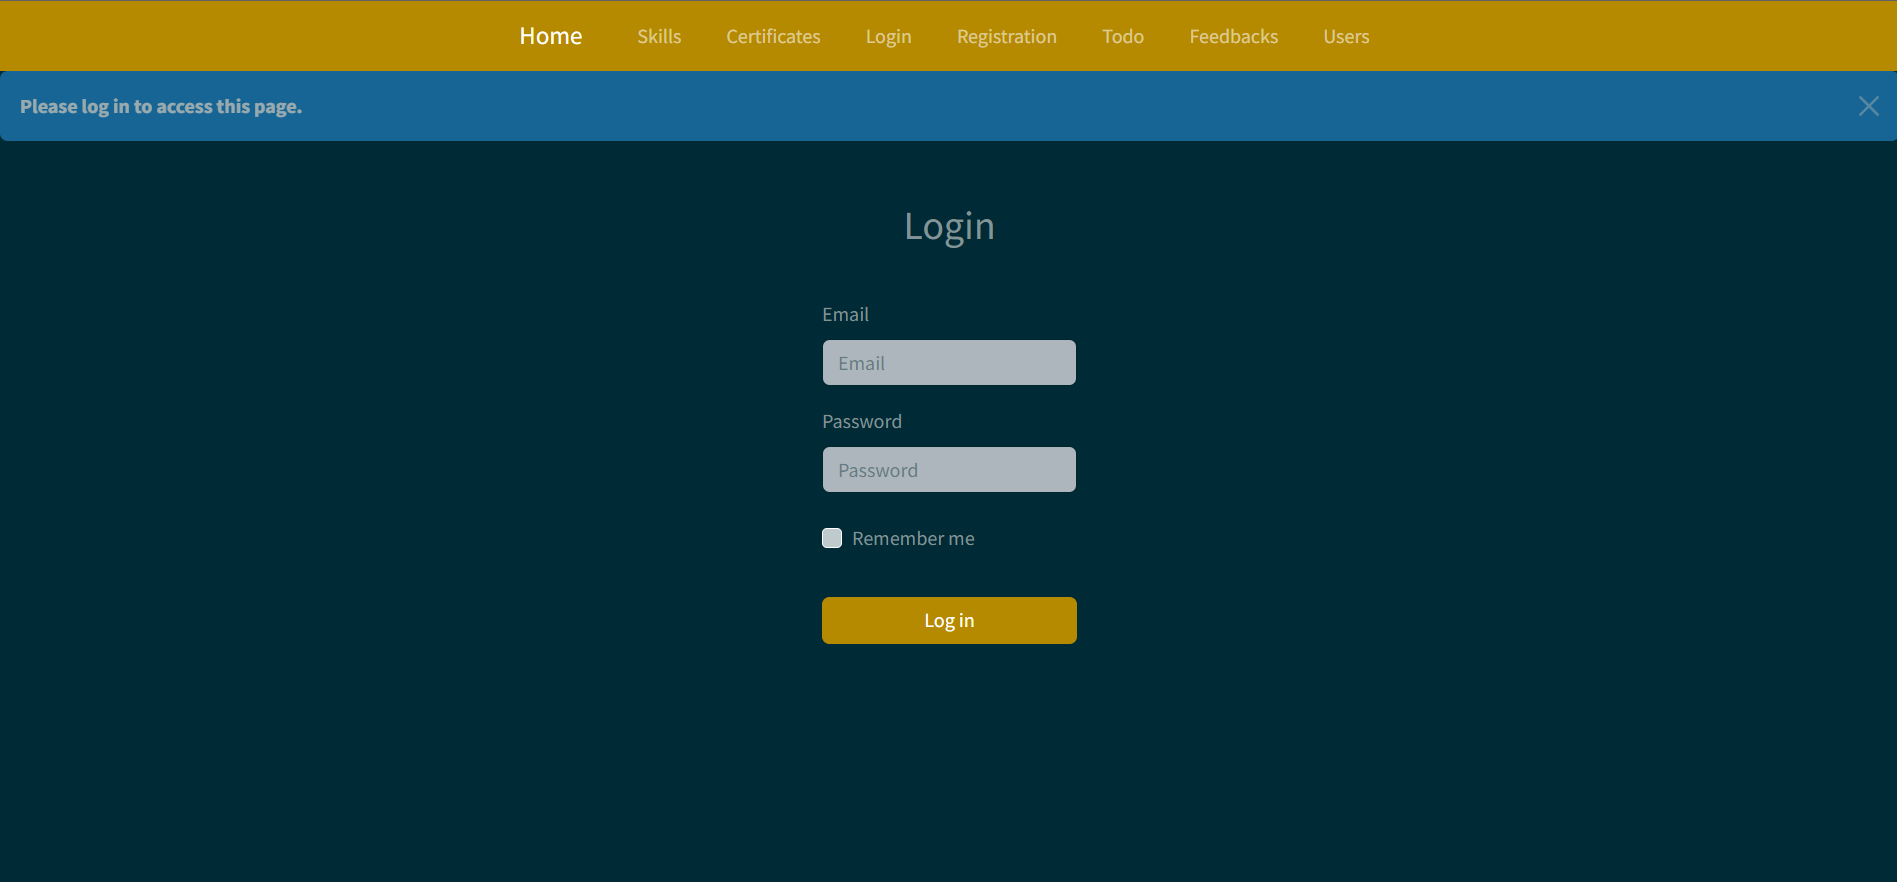 Home Skills Certificates Login Registration Todo Feedbacks Users
Please log in to access this page.
Login
Email
Email
Password
Password
Remember me
Log in